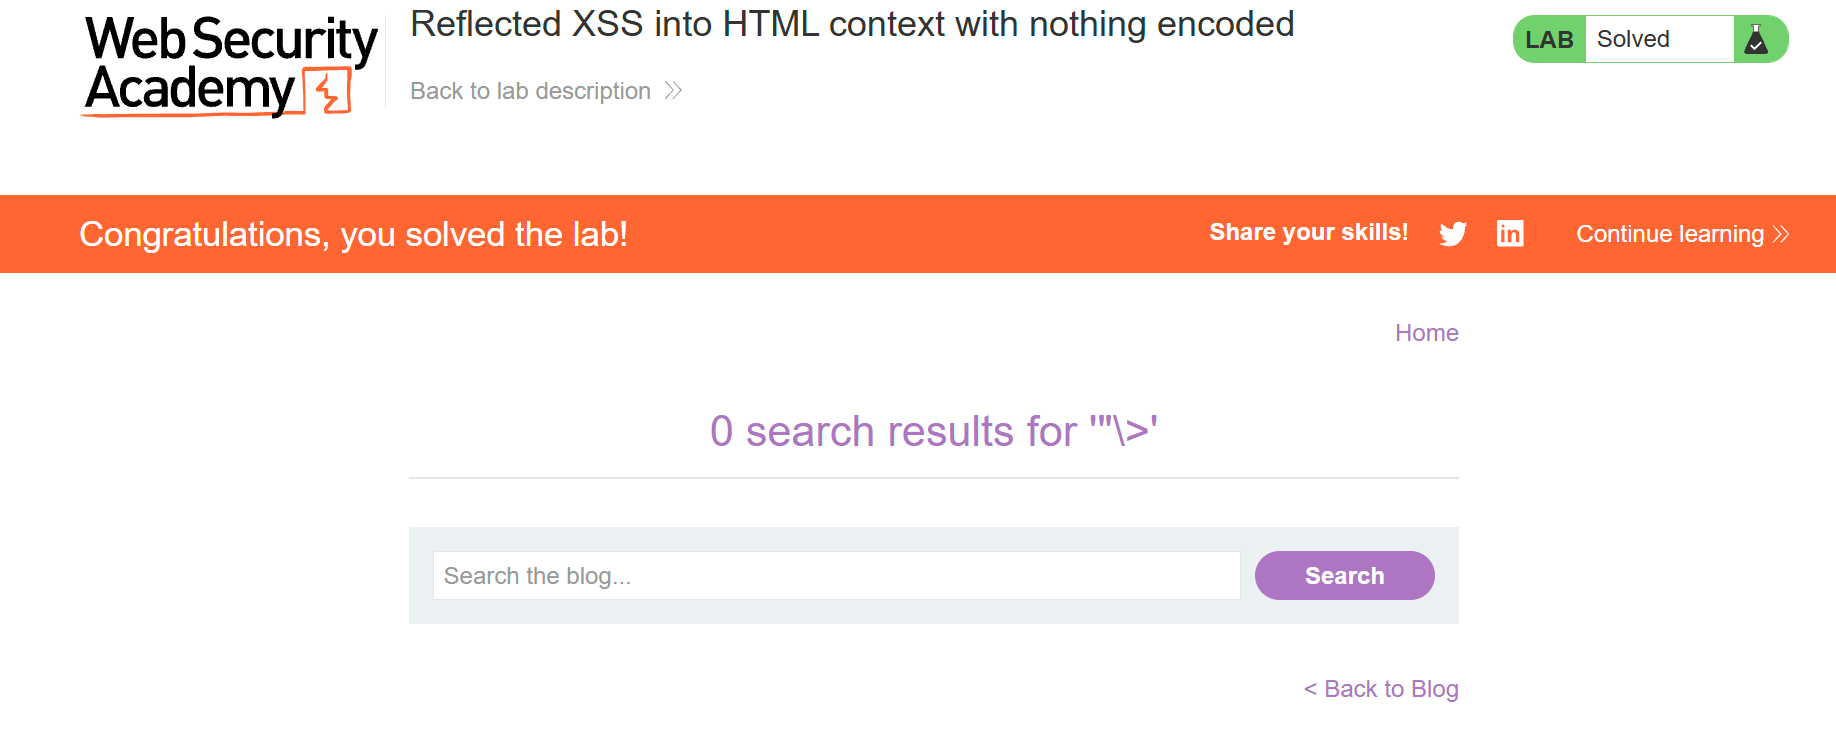 Web Security
Academy
Reflected XSS into HTML context with nothing encoded
Back to lab description
LAB Solved
Congratulations, you solved the lab!
Share your skills!
in
Continue learning
Home
0 search results for '"\>'
Search the blog...
Search
< Back to Blog